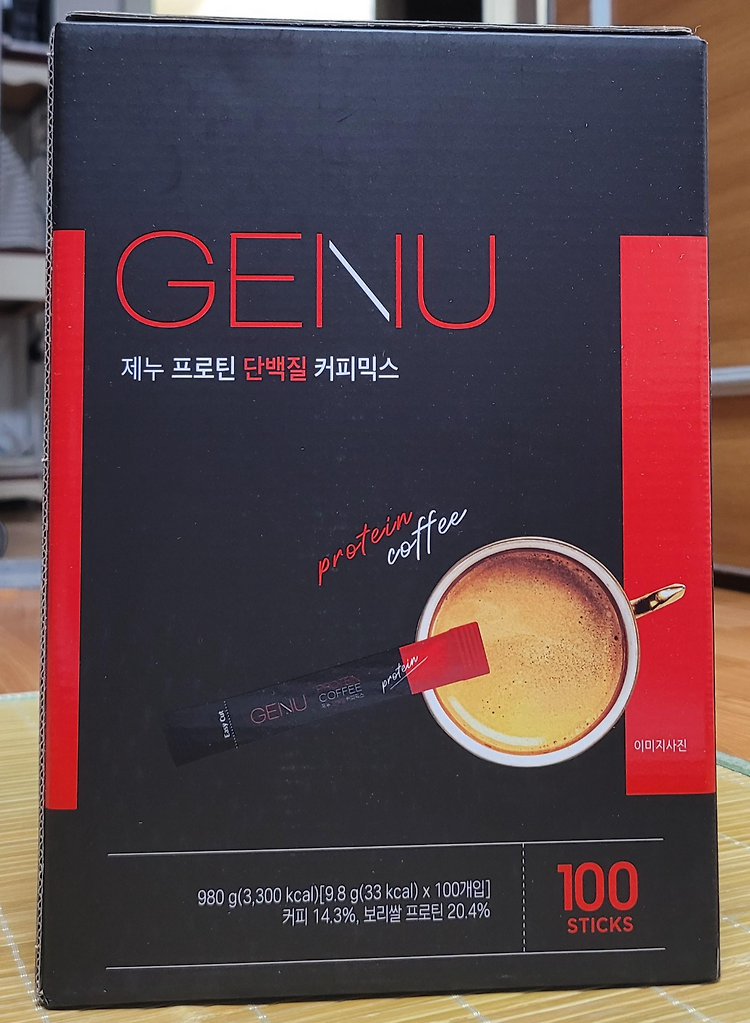 GENU
제누 프로틴 단백질 커피믹스
protein
coffee
Easy Cut
GENU
COFFEE
protein
이미지사진
980 g(3,300 kcal)[9.8 g(33 kcal) x 100개입]
커피 14.3%, 보리쌀 프로틴 20.4%
100
STICKS